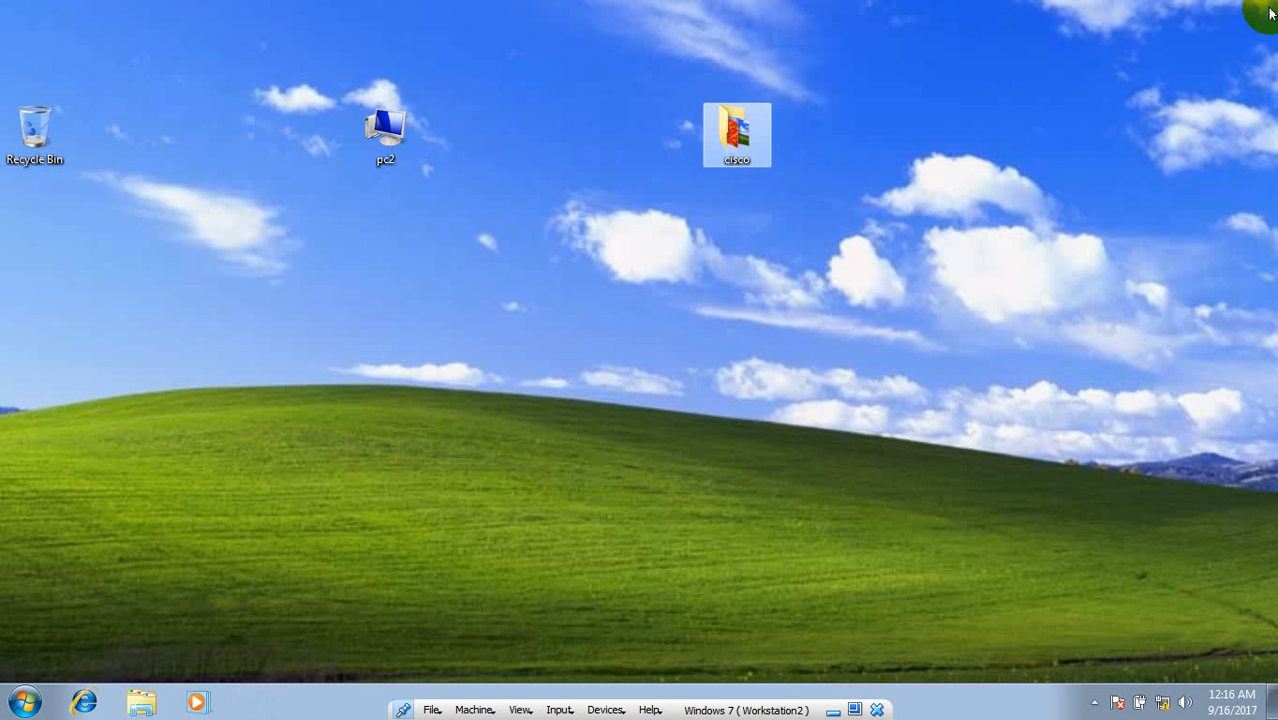 Recycle Bin
pc2
cisco
File Machine View Input Devices Help Windows 7 ( Workstation2 )
12:16 AM
9/16/2017